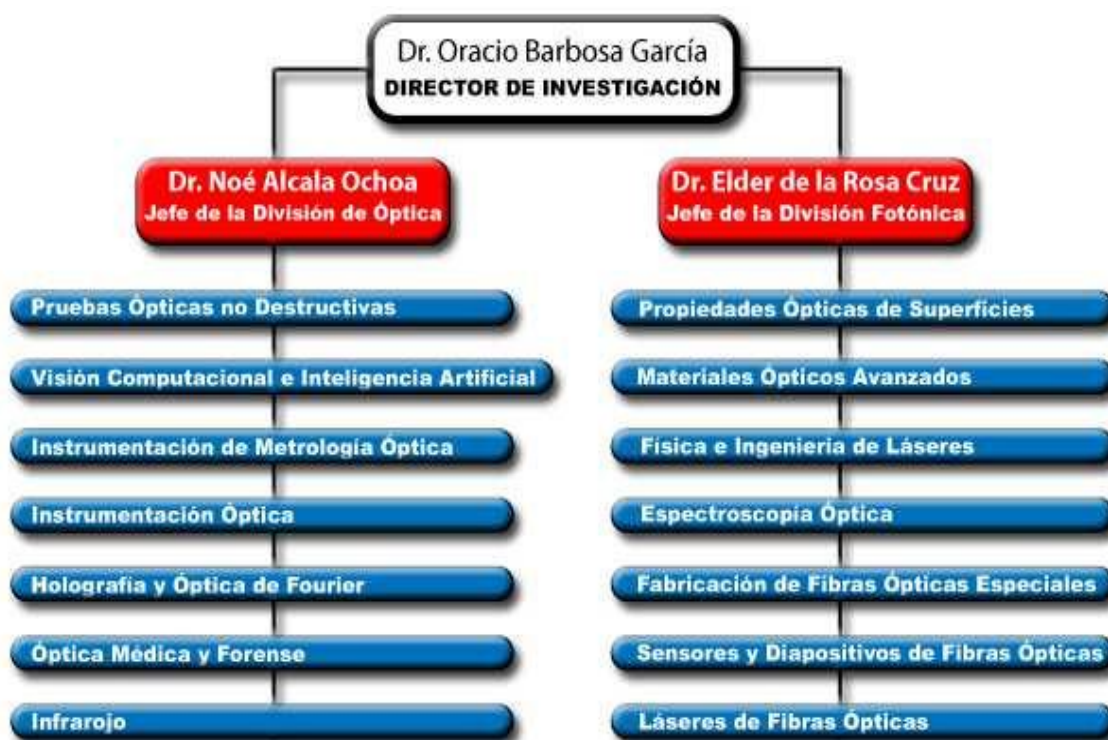 Dr. Oracio Barbosa García
DIRECTOR DE INVESTIGACIÓN
Dr. Noé Alcala Ochoa
Jefe de la División de Óptica
Pruebas Ópticas no Destructivas
Visión Computacional e Inteligencia Artificial
Instrumentación de Metrología Óptica
Instrumentación Óptica
Holografía y Óptica de Fourier
Óptica Médica y Forense
Infrarojo
Dr. Elder de la Rosa Cruz
Jefe de la División Fotónica
Propiedades Ópticas de Superfícies
Materiales Ópticos Avanzados
Física e Ingeniería de Láseres
Espectroscopía Óptica
Fabricación de Fibras Ópticas Especiales
Sensores y Diapositivos de Fibras Ópticas
Láseres de Fibras Ópticas